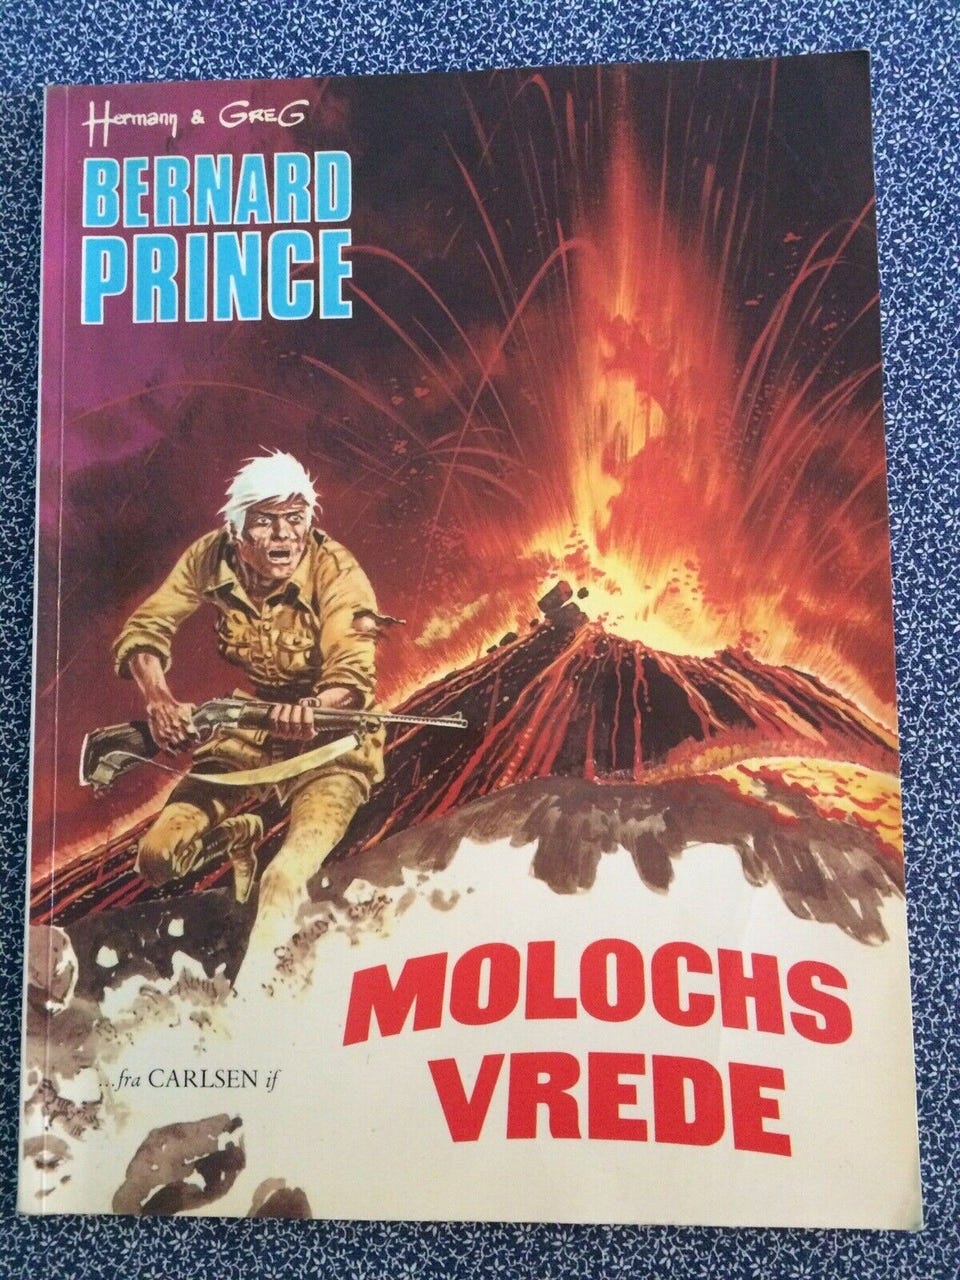 Hermann & GREG
BERNARD
PRINCE
MOLOCHS
VREDE
...fra CARLSEN if